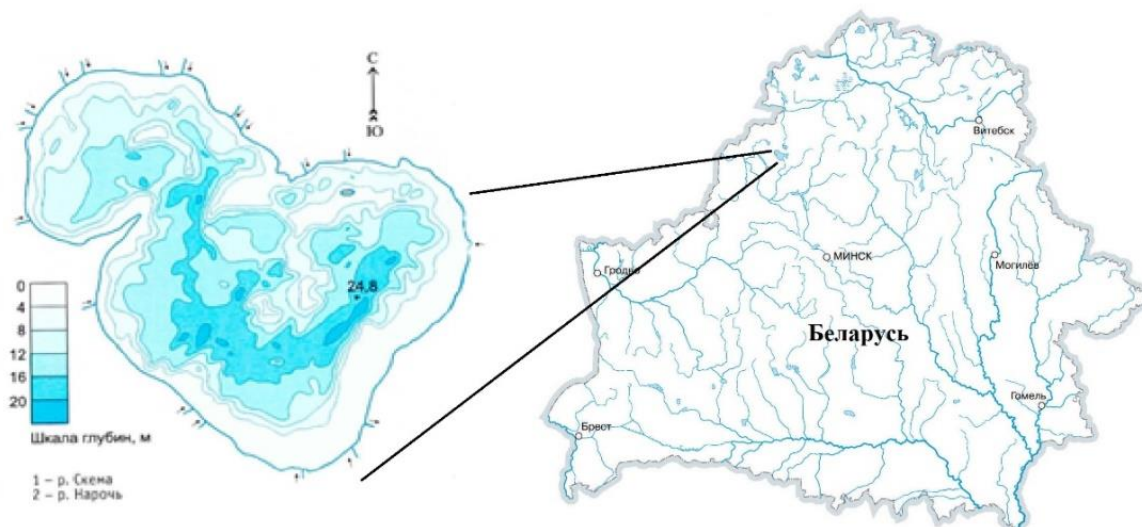 С
Ю
24,8
0
4
8
12
16
20
Шкала глубин, м
1 – р. Скема
2 – р. Нарочь
Витебск
МИНСК
Гродно
Могилёв
Беларусь
Гомель
Брест